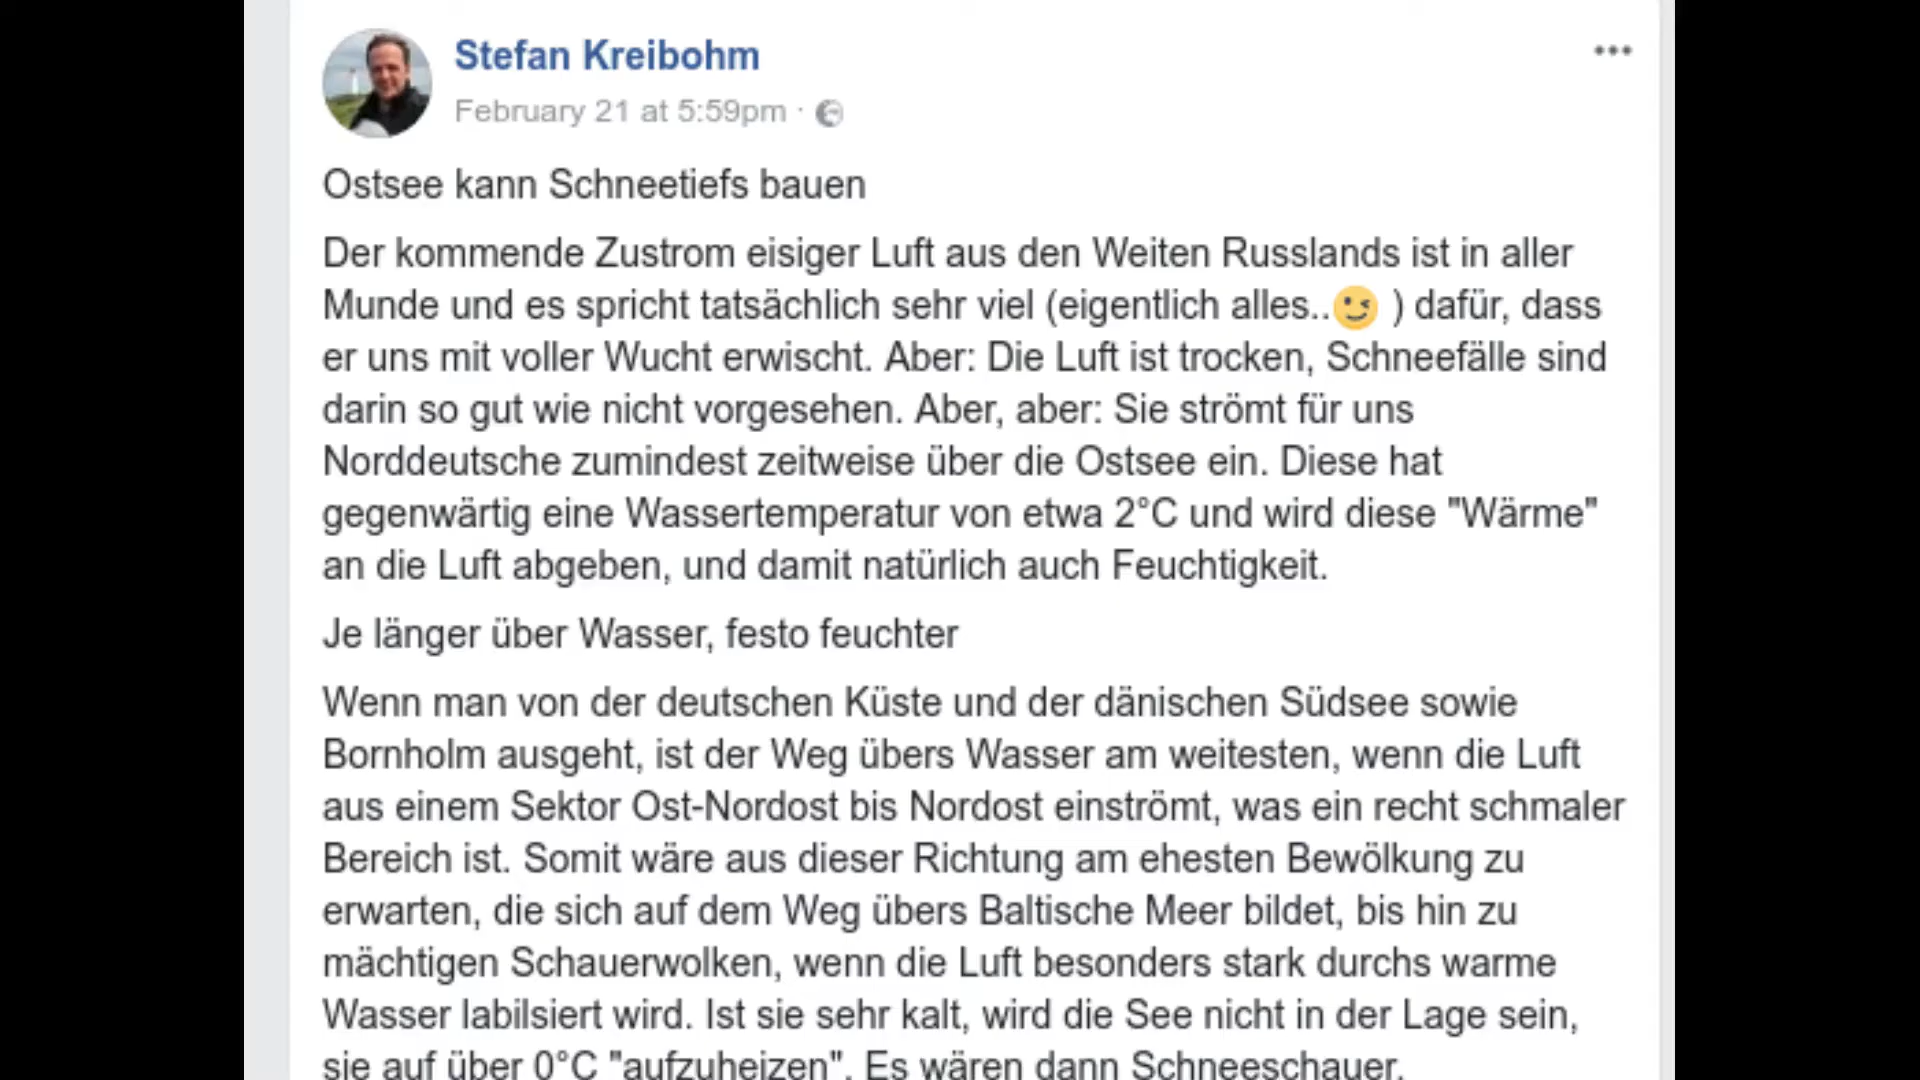 Stefan Kreibohm
February 21 at 5:59pm ·
Ostsee kann Schneetiefs bauen
Der kommende Zustrom eisiger Luft aus den Weiten Russlands ist in aller
Munde und es spricht tatsächlich sehr viel (eigentlich alles..😉 ) dafür, dass
er uns mit voller Wucht erwischt. Aber: Die Luft ist trocken, Schneefälle sind
darin so gut wie nicht vorgesehen. Aber, aber: Sie strömt für uns
Norddeutsche zumindest zeitweise über die Ostsee ein. Diese hat
gegenwärtig eine Wassertemperatur von etwa 2°C und wird diese "Wärme"
an die Luft abgeben, und damit natürlich auch Feuchtigkeit.
Je länger über Wasser, festo feuchter
Wenn man von der deutschen Küste und der dänischen Südsee sowie
Bornholm ausgeht, ist der Weg übers Wasser am weitesten, wenn die Luft
aus einem Sektor Ost-Nordost bis Nordost einströmt, was ein recht schmaler
Bereich ist. Somit wäre aus dieser Richtung am ehesten Bewölkung zu
erwarten, die sich auf dem Weg übers Baltische Meer bildet, bis hin zu
mächtigen Schauerwolken, wenn die Luft besonders stark durchs warme
Wasser labilsiert wird. Ist sie sehr kalt, wird die See nicht in der Lage sein,
sie auf über 0°C "aufzuheizen". Es wären dann Schneeschauer.